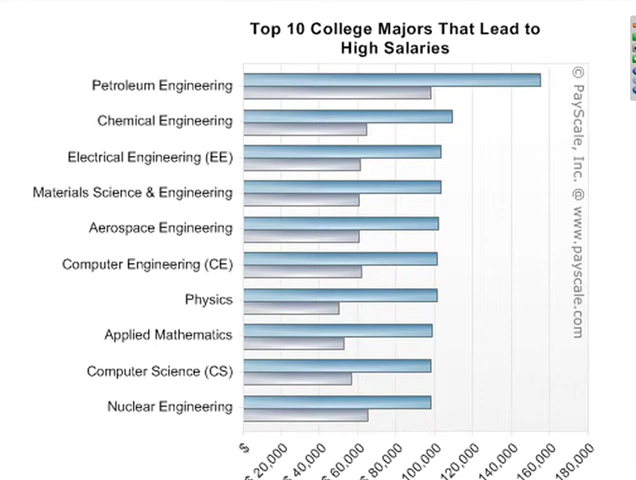 Top 10 College Majors That Lead to
High Salaries
Petroleum Engineering
Chemical Engineering
Electrical Engineering (EE)
Materials Science & Engineering
Aerospace Engineering
Computer Engineering (CE)
Physics
Applied Mathematics
Computer Science (CS)
Nuclear Engineering
© PayScale, Inc. @ www.payscale.com
$
$ 20,000
$ 40,000
$ 60,000
$ 80,000
100,000
120,000
140,000
160,000
180,000